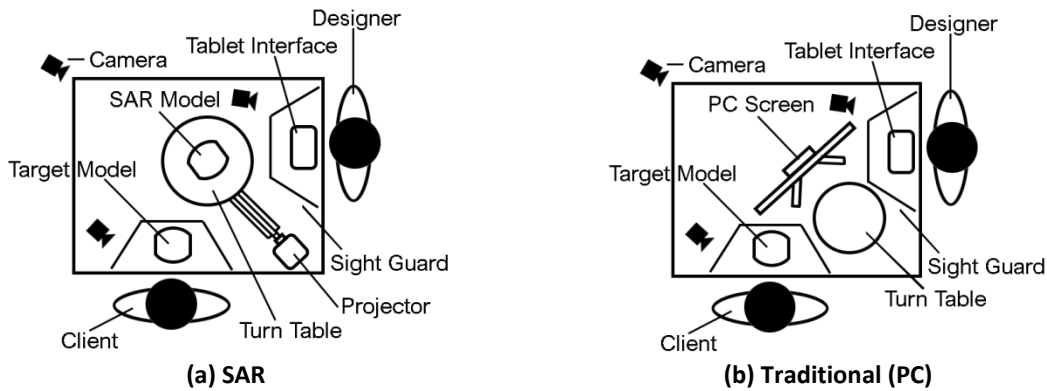 Designer
Tablet Interface
Camera
SAR Model
Target Model
Sight Guard
Projector
Turn Table
Client
(a) SAR
Designer
Tablet Interface
Camera
PC Screen
Target Model
Sight Guard
Turn Table
Client
(b) Traditional (PC)